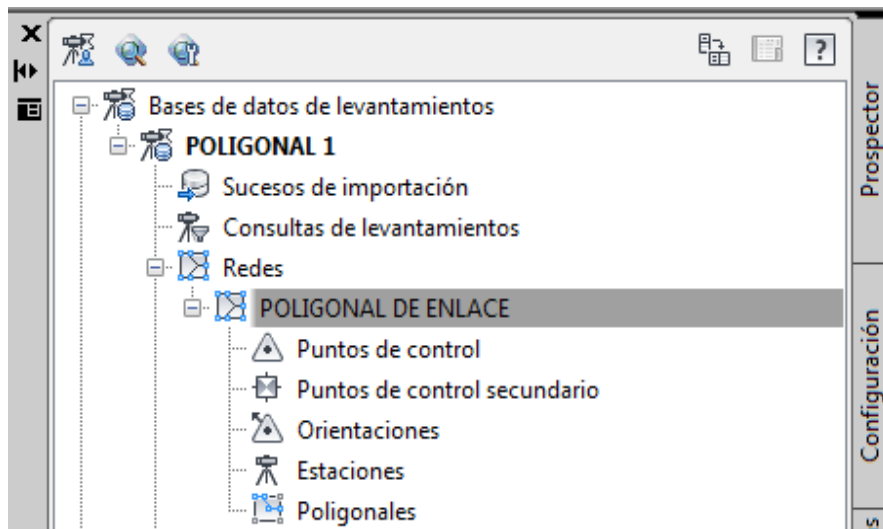 Bases de datos de levantamientos
POLIGONAL 1
Sucesos de importación
Consultas de levantamientos
Redes
POLIGONAL DE ENLACE
Puntos de control
Puntos de control secundario
Orientaciones
Estaciones
Poligonales
Prospector
Configuración